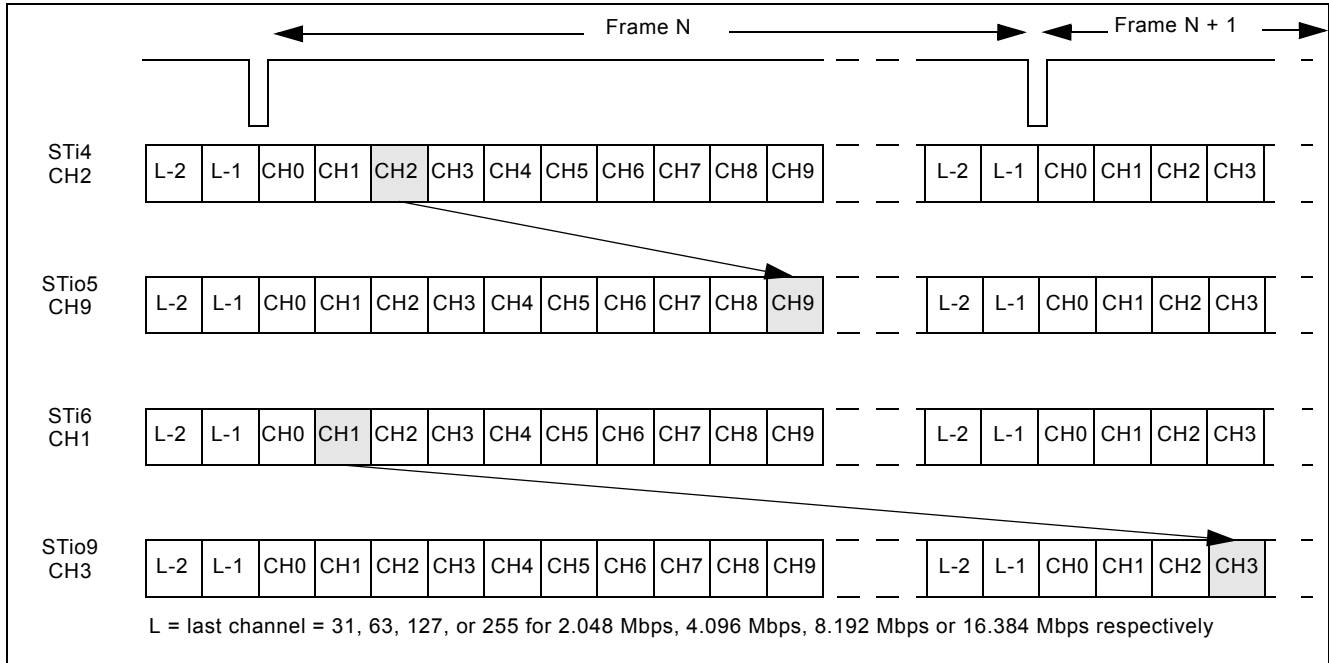 Frame N
Frame N + 1
STi4
CH2
L-2 L-1 CH0 CH1 CH2 CH3 CH4 CH5 CH6 CH7 CH8 CH9 L-2 L-1 CH0 CH1 CH2 CH3
STio5
CH9
L-2 L-1 CH0 CH1 CH2 CH3 CH4 CH5 CH6 CH7 CH8 CH9 L-2 L-1 CH0 CH1 CH2 CH3
STi6
CH1
L-2 L-1 CH0 CH1 CH2 CH3 CH4 CH5 CH6 CH7 CH8 CH9 L-2 L-1 CH0 CH1 CH2 CH3
STio9
CH3
L-2 L-1 CH0 CH1 CH2 CH3 CH4 CH5 CH6 CH7 CH8 CH9 L-2 L-1 CH0 CH1 CH2 CH3
L = last channel = 31, 63, 127, or 255 for 2.048 Mbps, 4.096 Mbps, 8.192 Mbps or 16.384 Mbps respectively